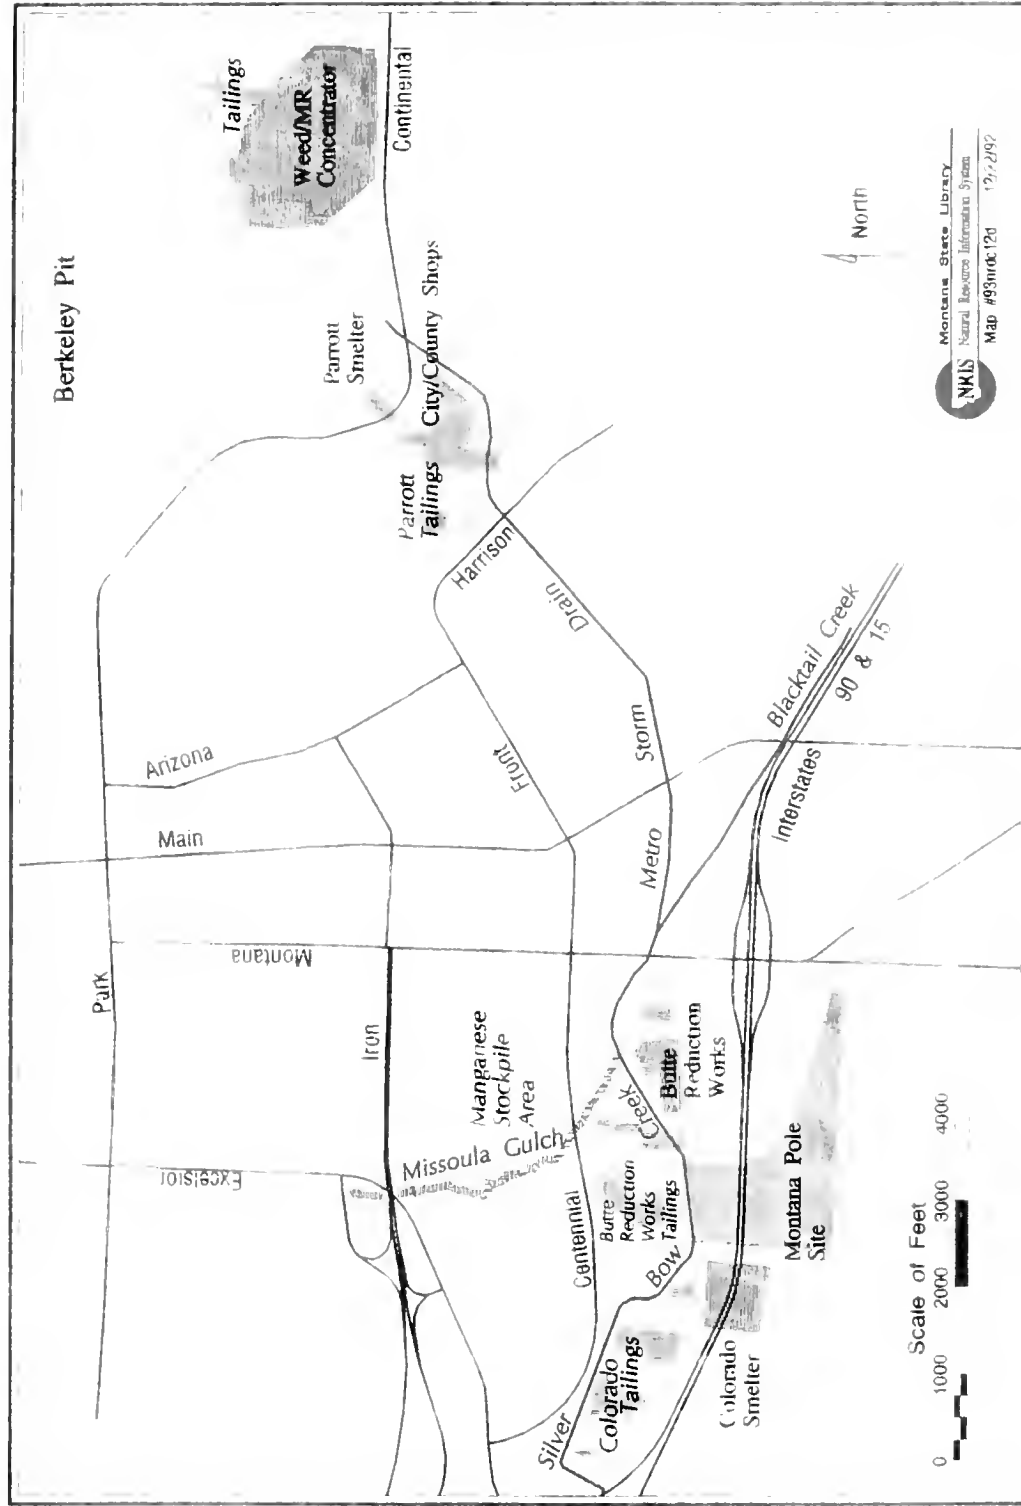 Berkeley Pit
Tailings
Weed/MR
Concentrator
Continental
Parrott
Smelter
City/County Shops
Parrott
Tailings
Park
Arizona
Main
Montana
Excelsior
Iron
Front
Harrison
Drain
Storm
Metro
Manganese
Stockpile
Area
Missoula Gulch
Centennial
Butte
Reduction
Works
Tailings
Creek
Bow
Silver
Butte
Reduction
Works
Colorado
Tailings
Colorado
Smelter
Montana Pole
Site
Interstates
90 & 15
Blacktail Creek
North
Scale of Feet
0 1000 2000 3000 4000
Montana State Library
NRIS Natural Resource Information System
Map #93nrdc12d 12/22/92